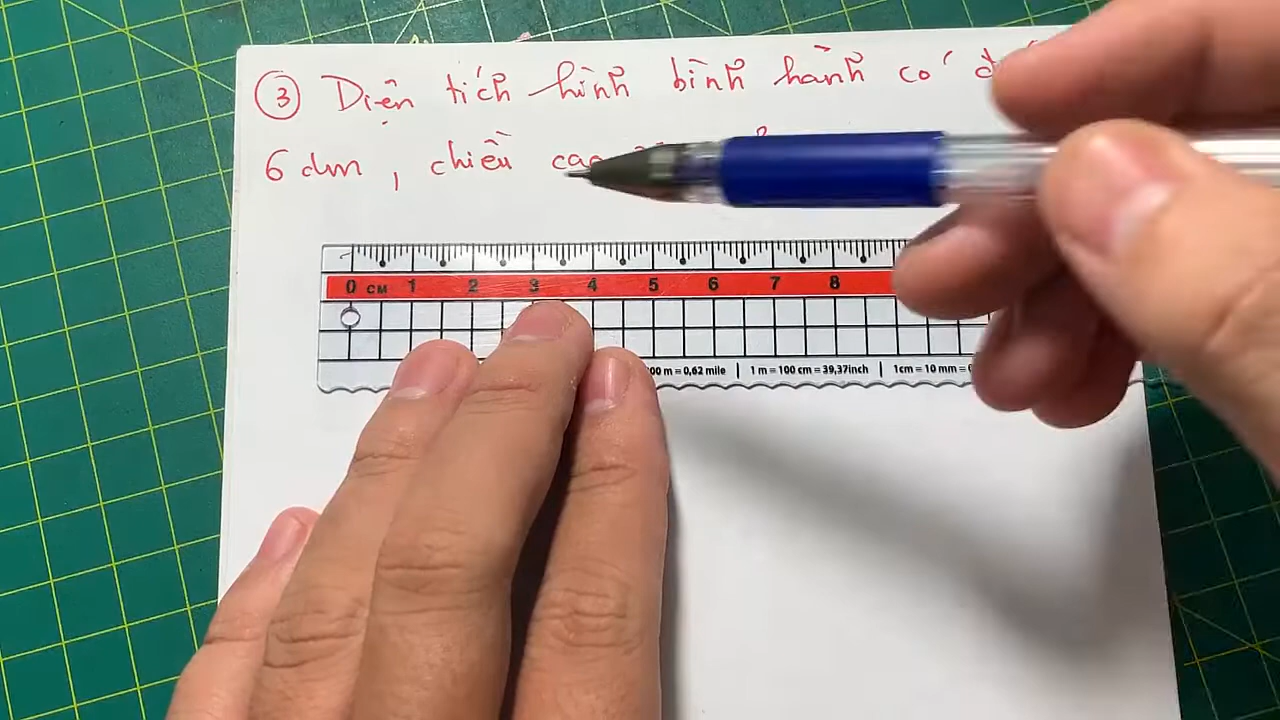 ③ Diện tích hình bình hành có
6 dm, chiều cao
0 CM 1 2 3 4 5 6 7 8
00 m = 0,62 mile | 1 m = 100 cm = 39,37inch | 1cm = 10 mm =